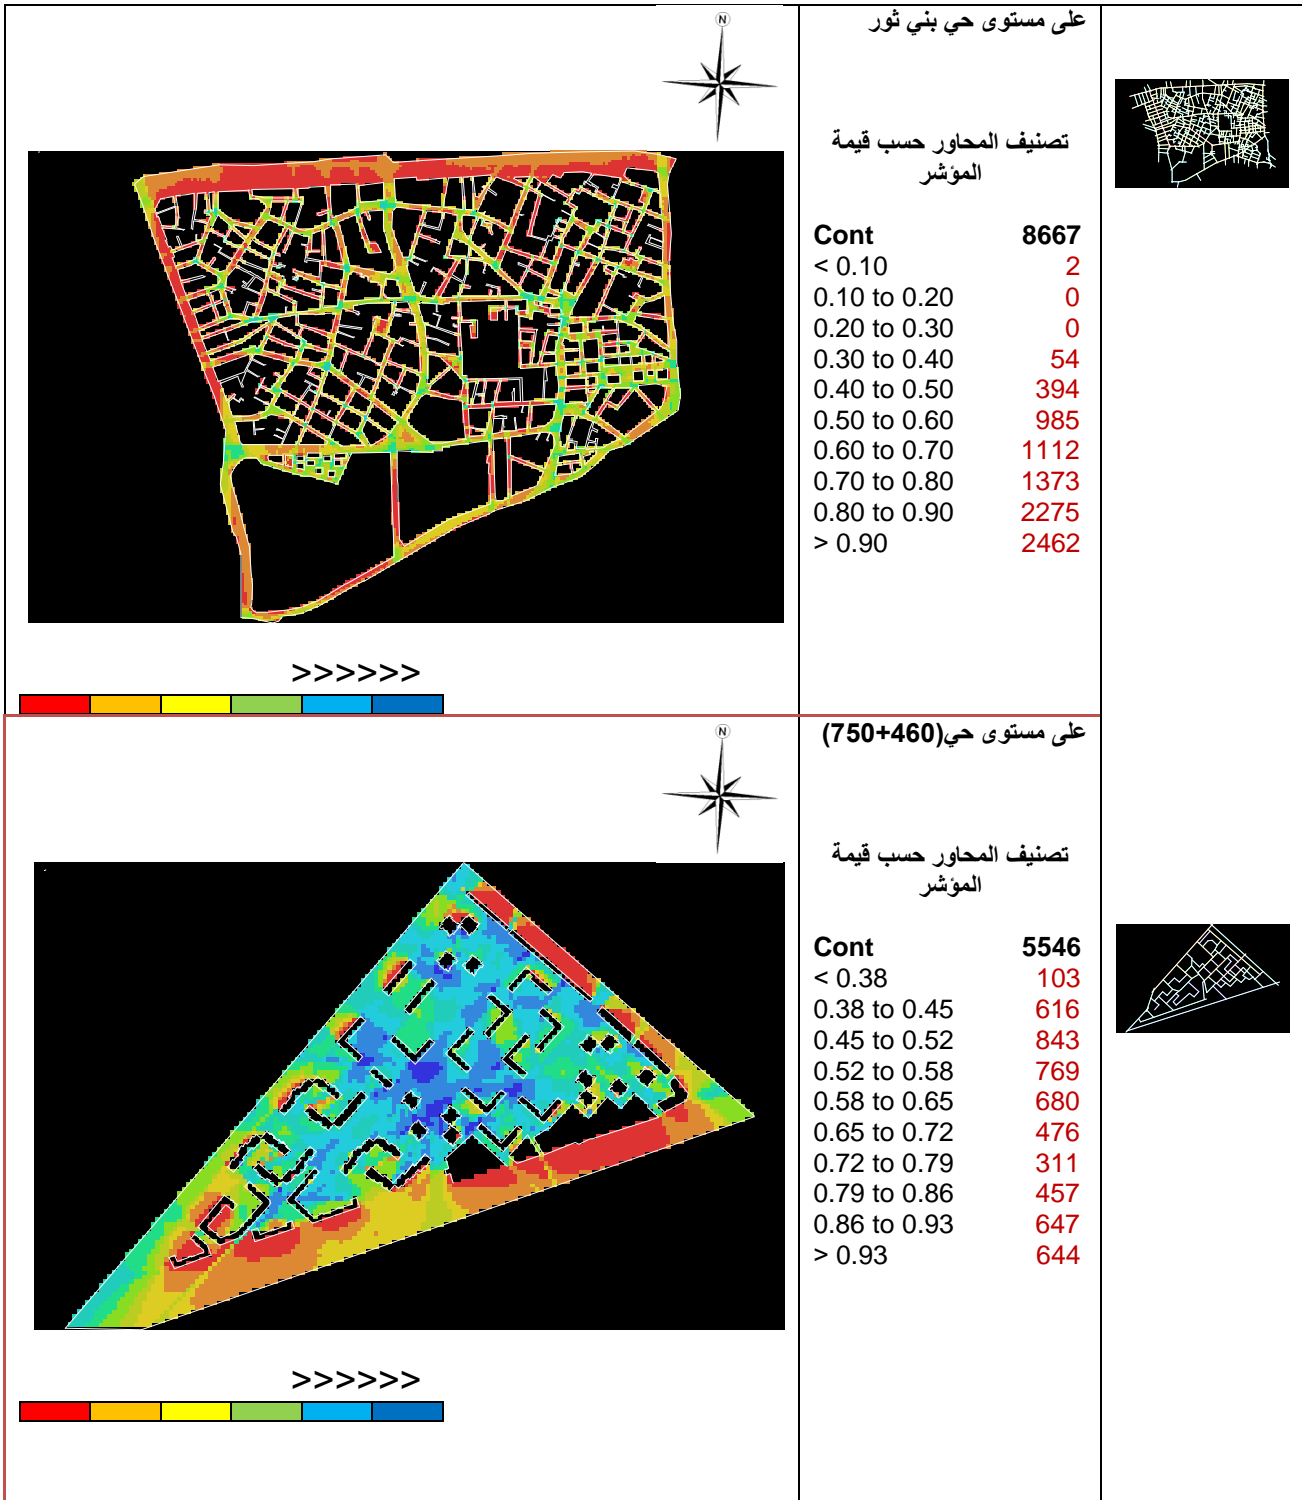 N
على مستوى حي بني ثور
تصنيف المحاور حسب قيمة
المؤشر
Cont 8667
< 0.10 2
0.10 to 0.20 0
0.20 to 0.30 0
0.30 to 0.40 54
0.40 to 0.50 394
0.50 to 0.60 985
0.60 to 0.70 1112
0.70 to 0.80 1373
0.80 to 0.90 2275
> 0.90 2462
>>>>>>
N
على مستوى حي(460+750)
تصنيف المحاور حسب قيمة
المؤشر
Cont 5546
< 0.38 103
0.38 to 0.45 616
0.45 to 0.52 843
0.52 to 0.58 769
0.58 to 0.65 680
0.65 to 0.72 476
0.72 to 0.79 311
0.79 to 0.86 457
0.86 to 0.93 647
> 0.93 644
>>>>>>